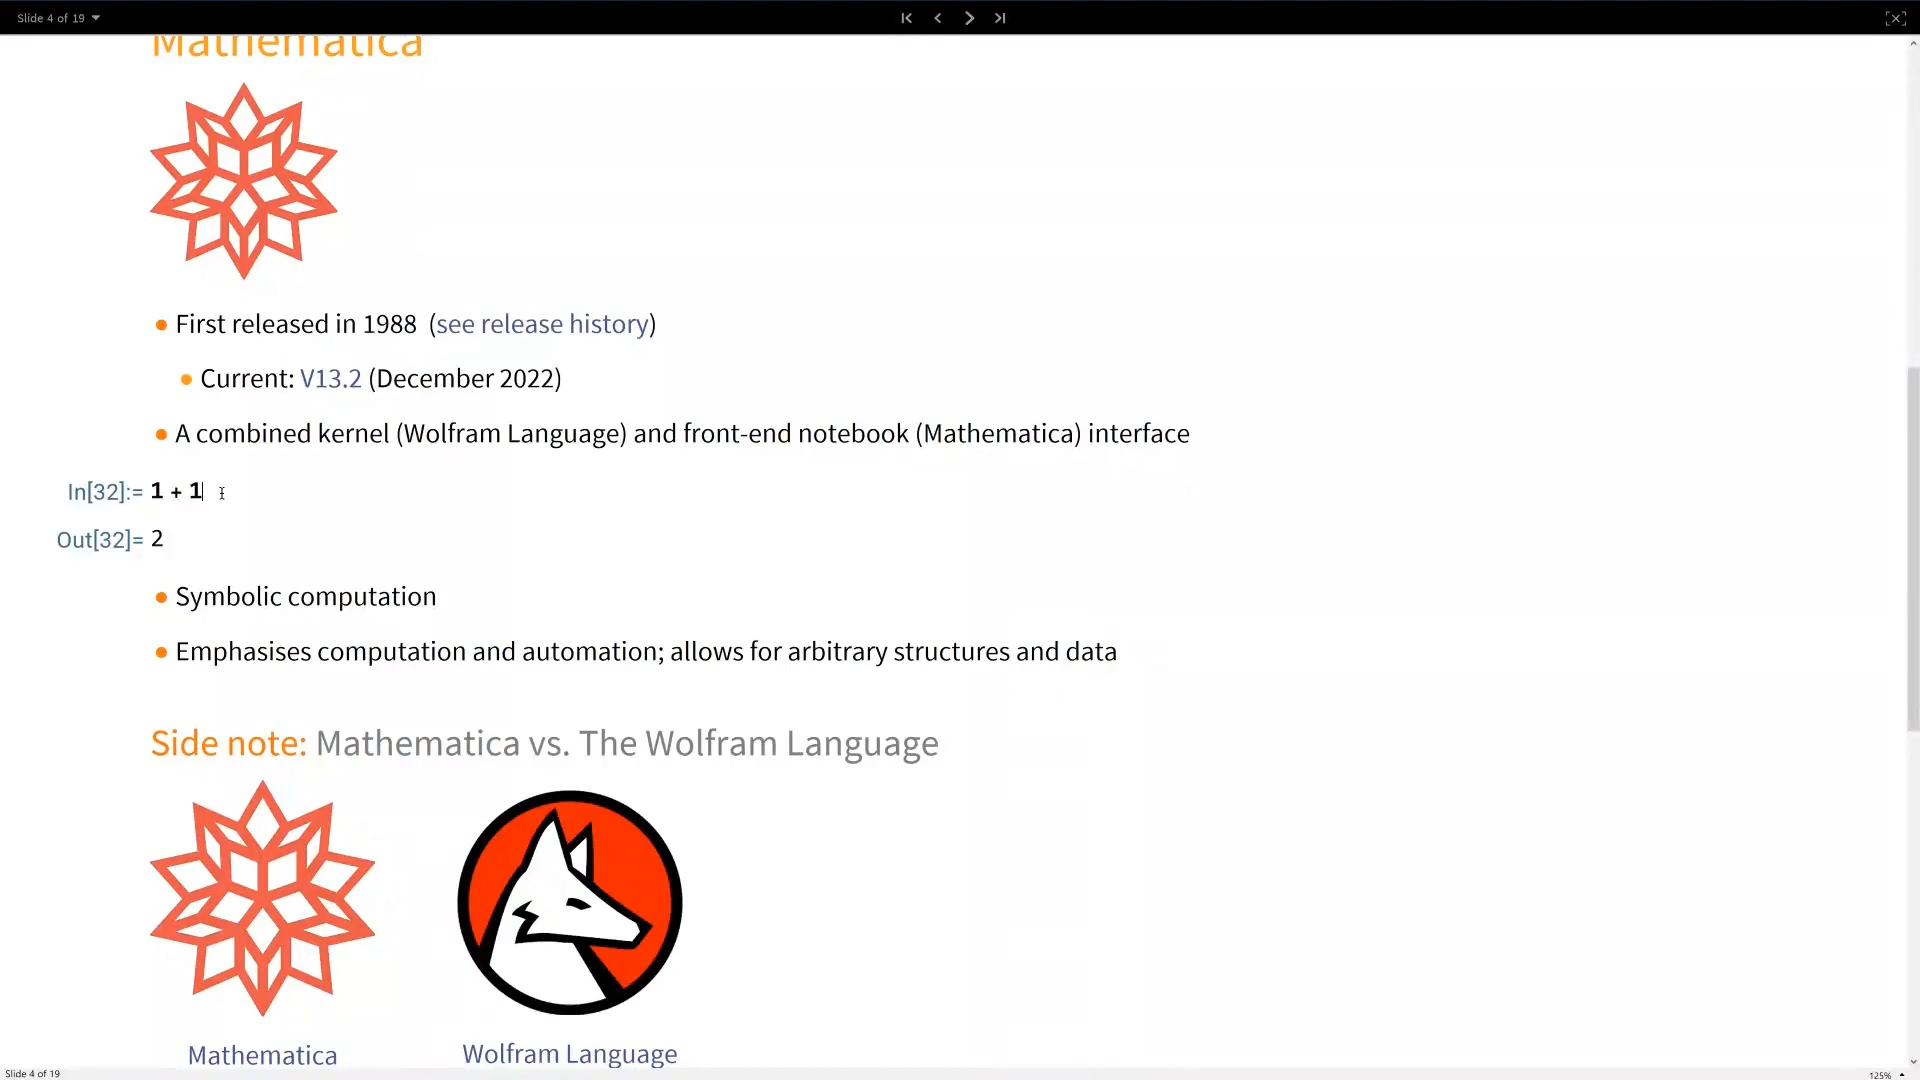 Slide 4 of 19
Mathematica
First released in 1988 (see release history)
Current: V13.2 (December 2022)
A combined kernel (Wolfram Language) and front-end notebook (Mathematica) interface
In[32]:= 1 + 1
Out[32]= 2
Symbolic computation
Emphasises computation and automation; allows for arbitrary structures and data
Side note: Mathematica vs. The Wolfram Language
Mathematica Wolfram Language
Slide 4 of 19 125%